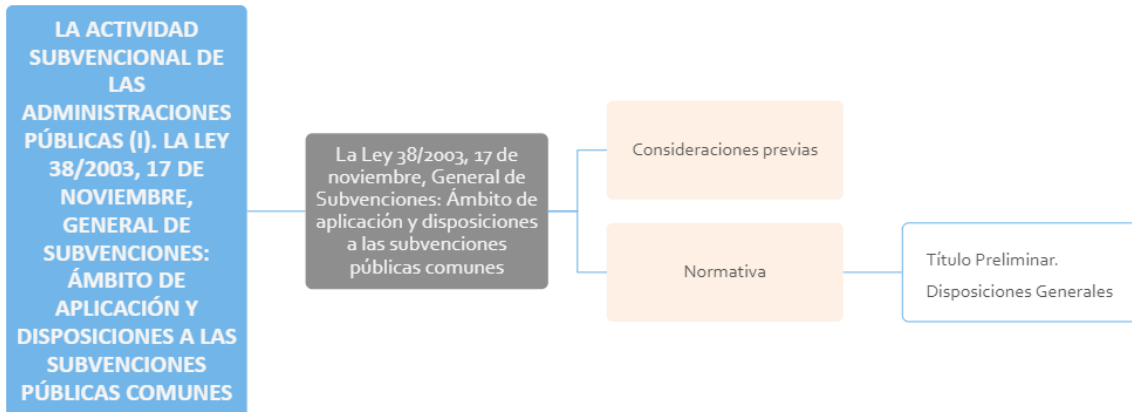 LA ACTIVIDAD
SUBVENCIONAL DE
LAS
ADMINISTRACIONES
PÚBLICAS (I). LA LEY
38/2003, 17 DE
NOVIEMBRE,
GENERAL DE
SUBVENCIONES:
ÁMBITO DE
APLICACIÓN Y
DISPOSICIONES A LAS
SUBVENCIONES
PÚBLICAS COMUNES
La Ley 38/2003, 17 de
noviembre, General de
Subvenciones: Ámbito de
aplicación y disposiciones
a las subvenciones
públicas comunes
Consideraciones previas
Normativa
Título Preliminar.
Disposiciones Generales